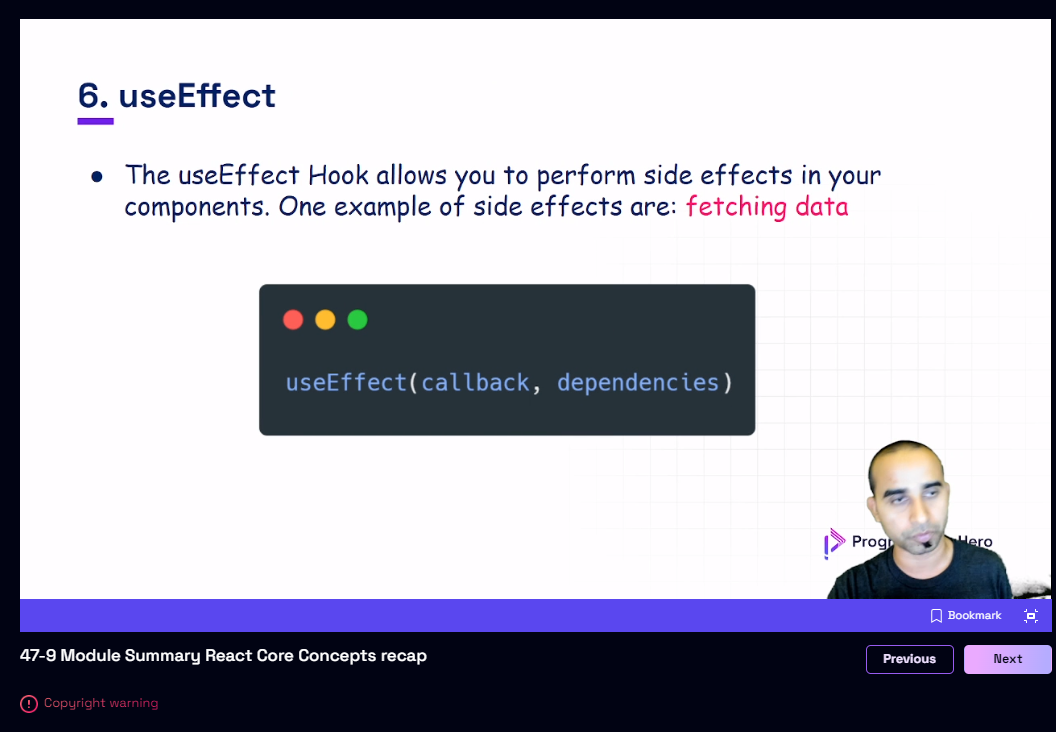 6. useEffect
● The useEffect Hook allows you to perform side effects in your
components. One example of side effects are: fetching data
useEffect(callback, dependencies)
Hero
Bookmark
47-9 Module Summary React Core Concepts recap
Previous
Next
Copyright warning